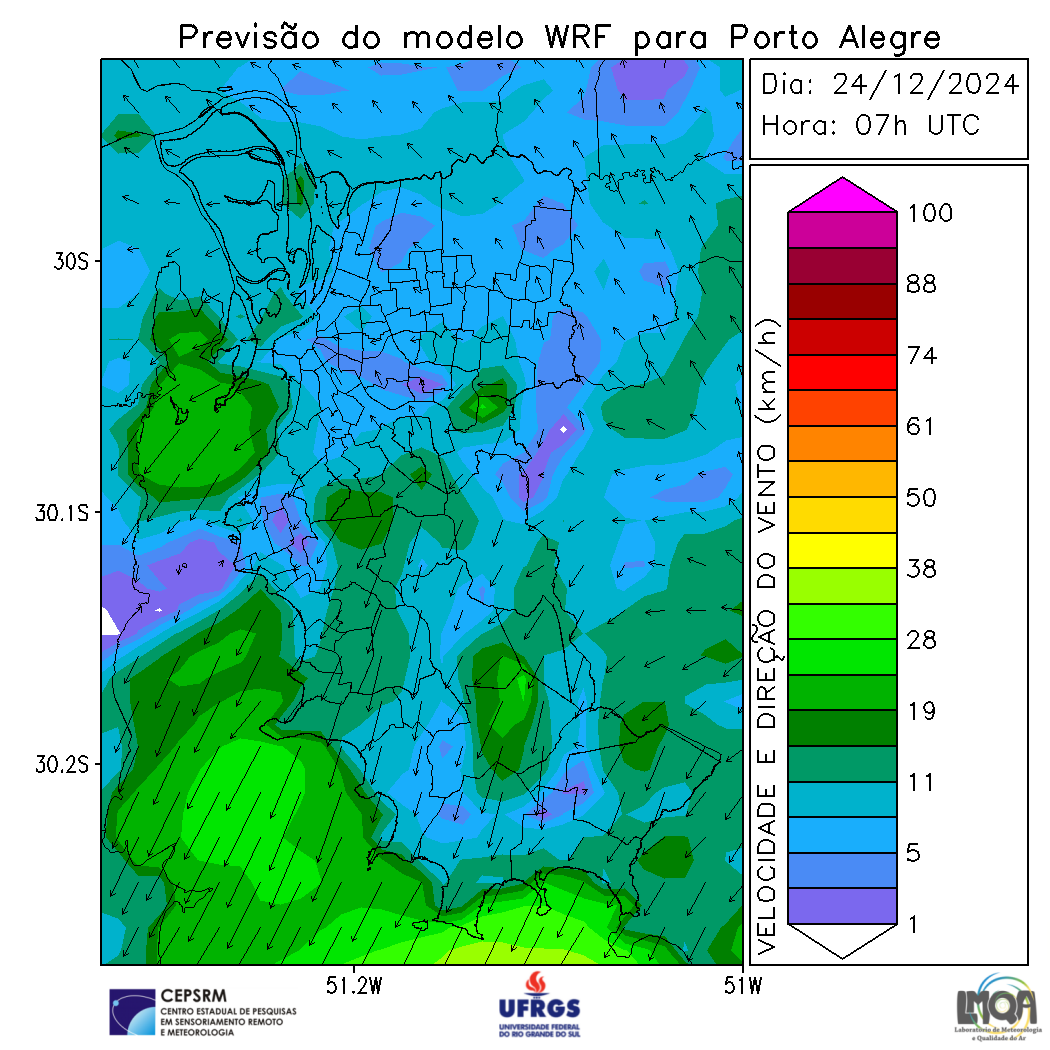 Previsão do modelo WRF para Porto Alegre
Dia: 24/12/2024
Hora: 07h UTC
30S
30.1S
30.2S
51.2W
51W
VELOCIDADE E DIREÇÃO DO VENTO (km/h)
100
88
74
61
50
38
28
19
11
5
1
CEPSRM
CENTRO ESTADUAL DE PESQUISAS
EM SENSORIAMENTO REMOTO
E METEOROLOGIA
UFRGS
UNIVERSIDADE FEDERAL
DO RIO GRANDE DO SUL
LMQA
Laboratório de Meteorologia
e Qualidade do Ar